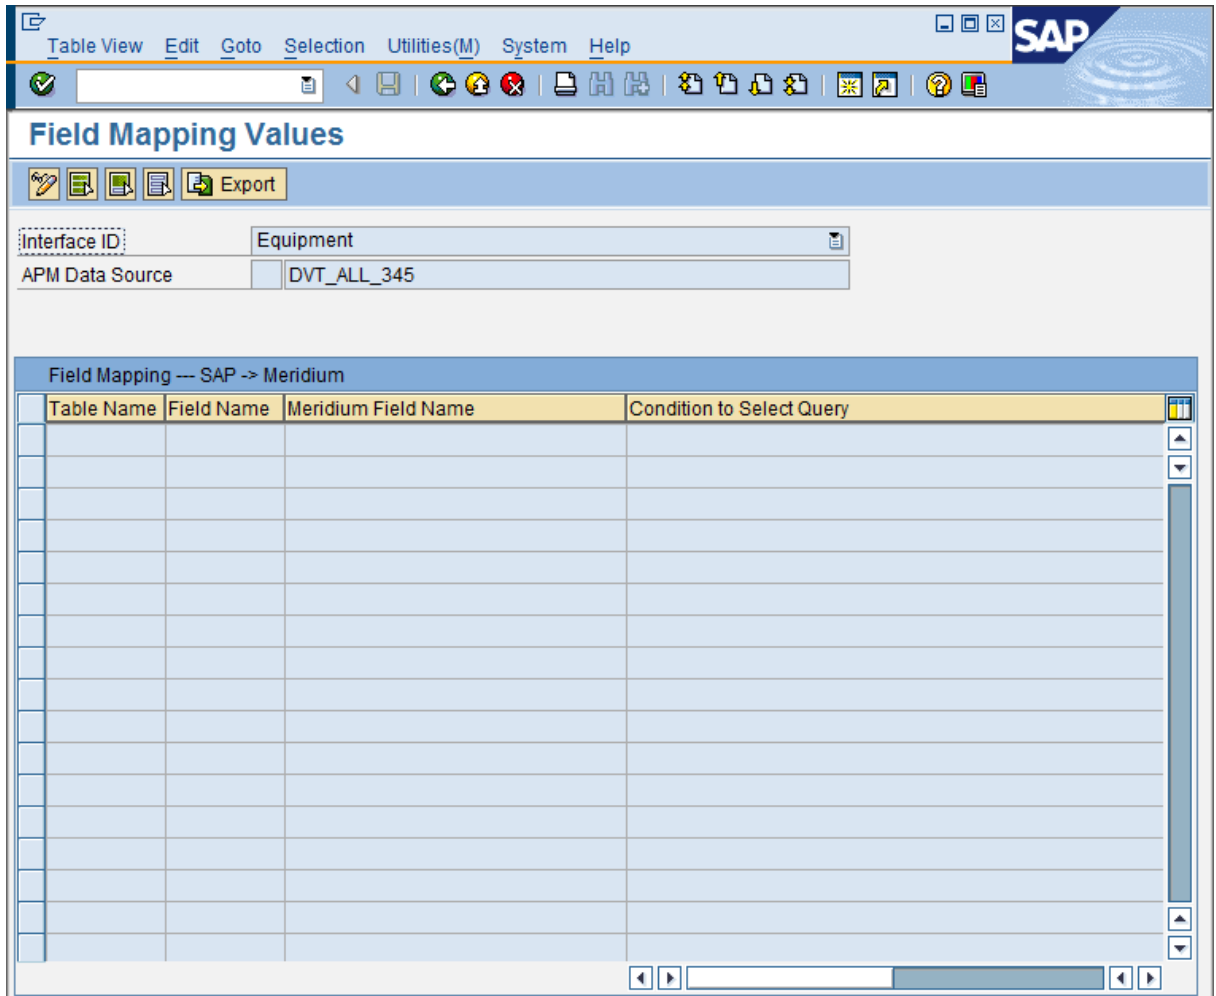 SAP
Table View Edit Goto Selection Utilities(M) System Help
Field Mapping Values
Export
Interface ID Equipment
APM Data Source DVT_ALL_345
Field Mapping --- SAP -> Meridium
Table Name Field Name Meridium Field Name Condition to Select Query